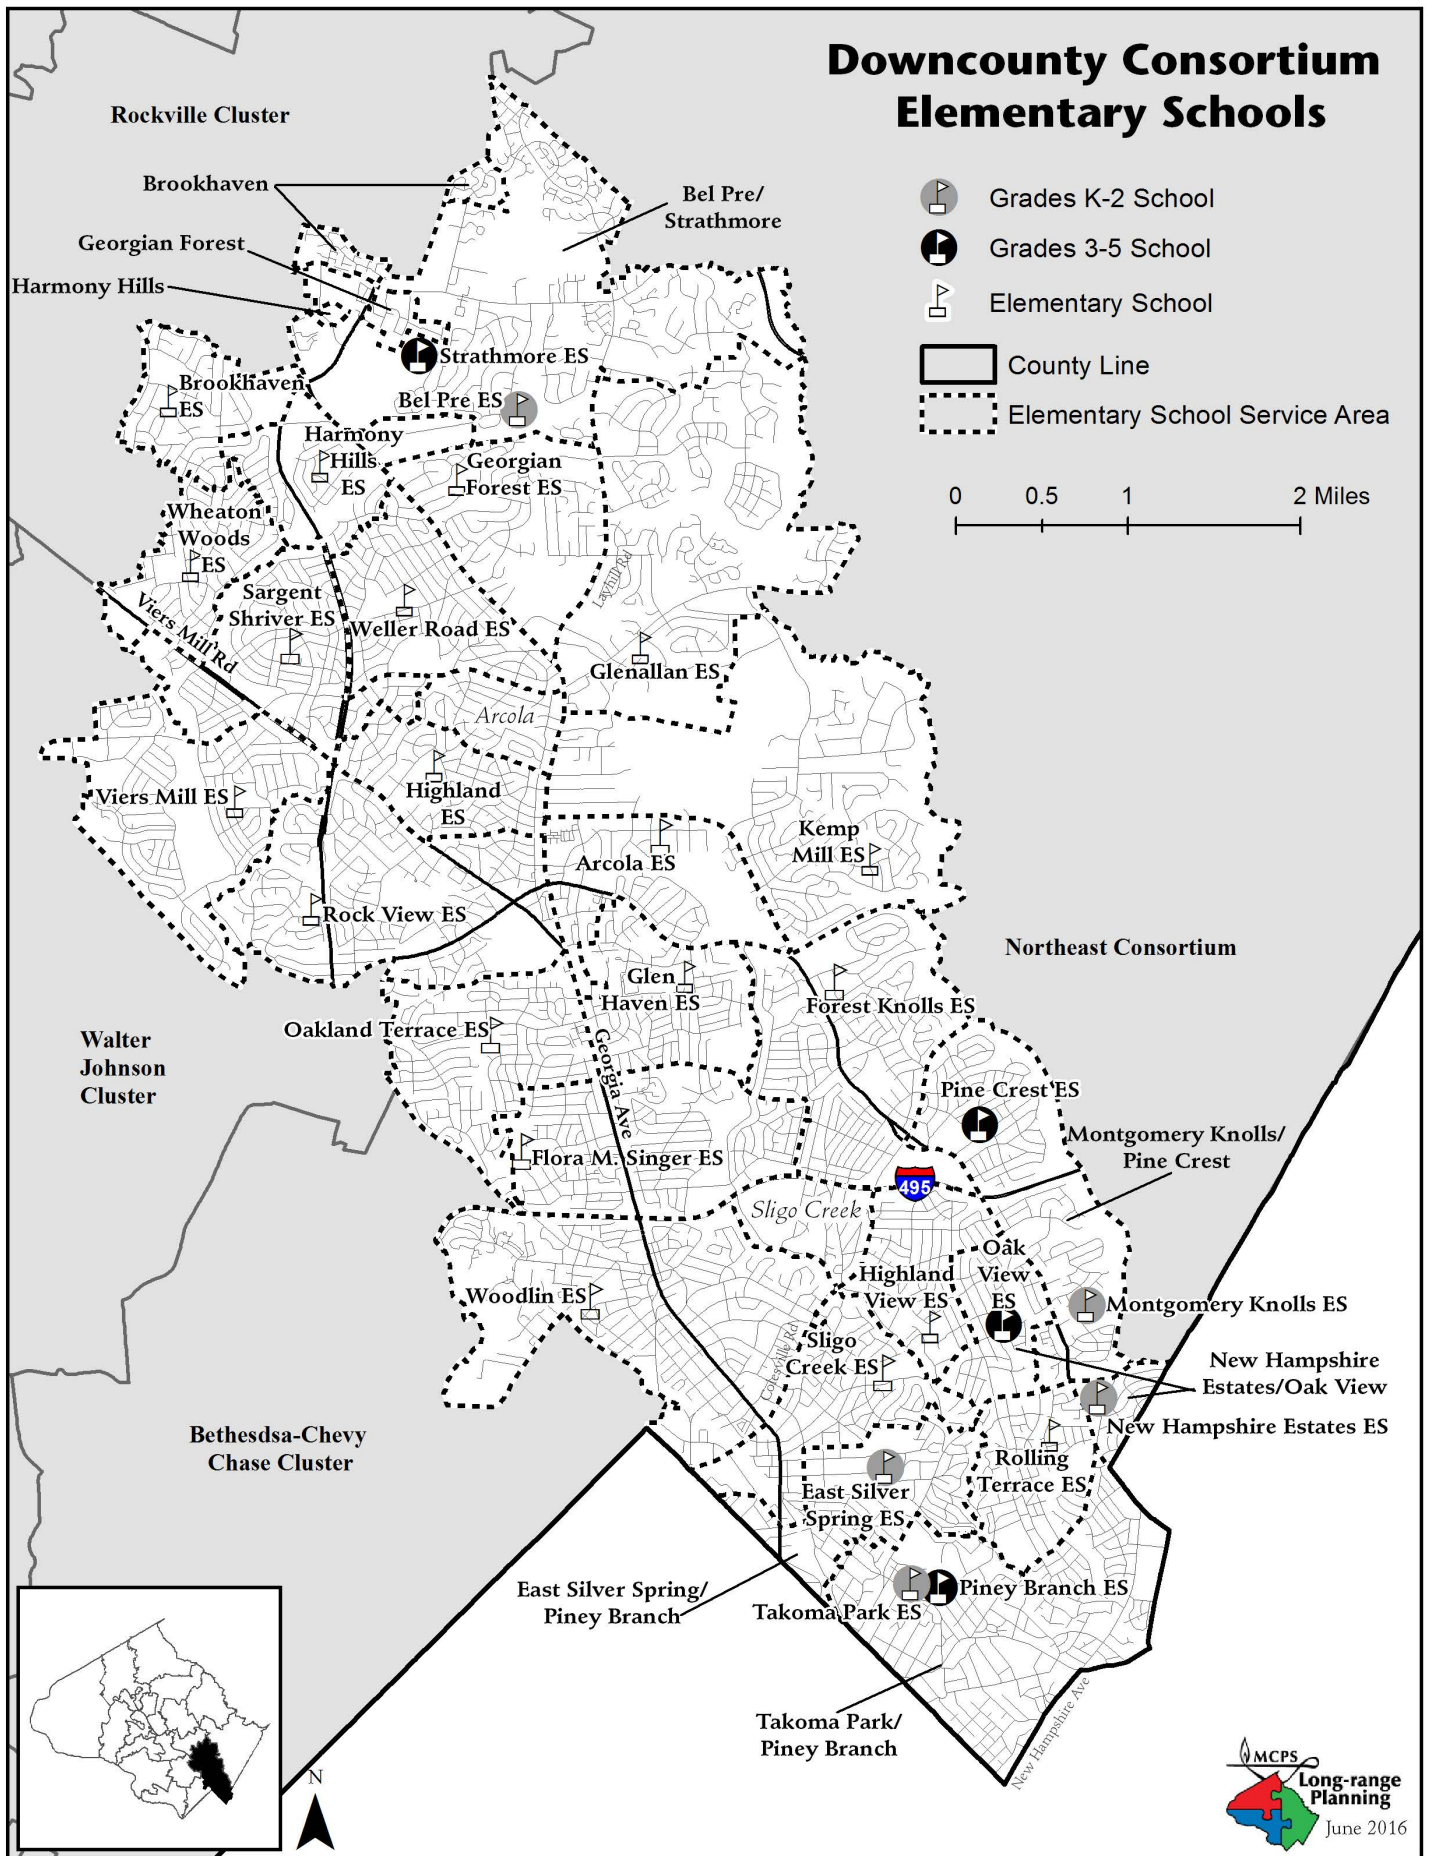 Downcounty Consortium
Elementary Schools
Grades K-2 School
Grades 3-5 School
Elementary School
County Line
Elementary School Service Area
0 0.5 1 2 Miles
Rockville Cluster
Brookhaven
Georgian Forest
Harmony Hills
Bel Pre/
Strathmore
Strathmore ES
Brookhaven
ES
Bel Pre ES
Harmony
Hills
ES
Georgian
Forest ES
Wheaton
Woods
ES
Layhill Rd
Sargent
Shriver ES
Weller Road ES
Viers Mill Rd
Glenallan ES
Arcola
Highland
ES
Viers Mill ES
Kemp
Mill ES
Arcola ES
Rock View ES
Northeast Consortium
Glen
Haven ES
Forest Knolls ES
Oakland Terrace ES
Georgia Ave
Walter
Johnson
Cluster
Pine Crest ES
Montgomery Knolls/
Pine Crest
Flora M. Singer ES
495
Sligo Creek
Oak
View
ES
Highland
View ES
Woodlin ES
Montgomery Knolls ES
Colesville Rd
Sligo
Creek ES
New Hampshire
Estates/Oak View
New Hampshire Estates ES
Bethesdsa-Chevy
Chase Cluster
Rolling
Terrace ES
East Silver
Spring ES
East Silver Spring/
Piney Branch
Piney Branch ES
Takoma Park ES
Takoma Park/
Piney Branch
New Hampshire Ave
N
MCPS
Long-range
Planning
June 2016